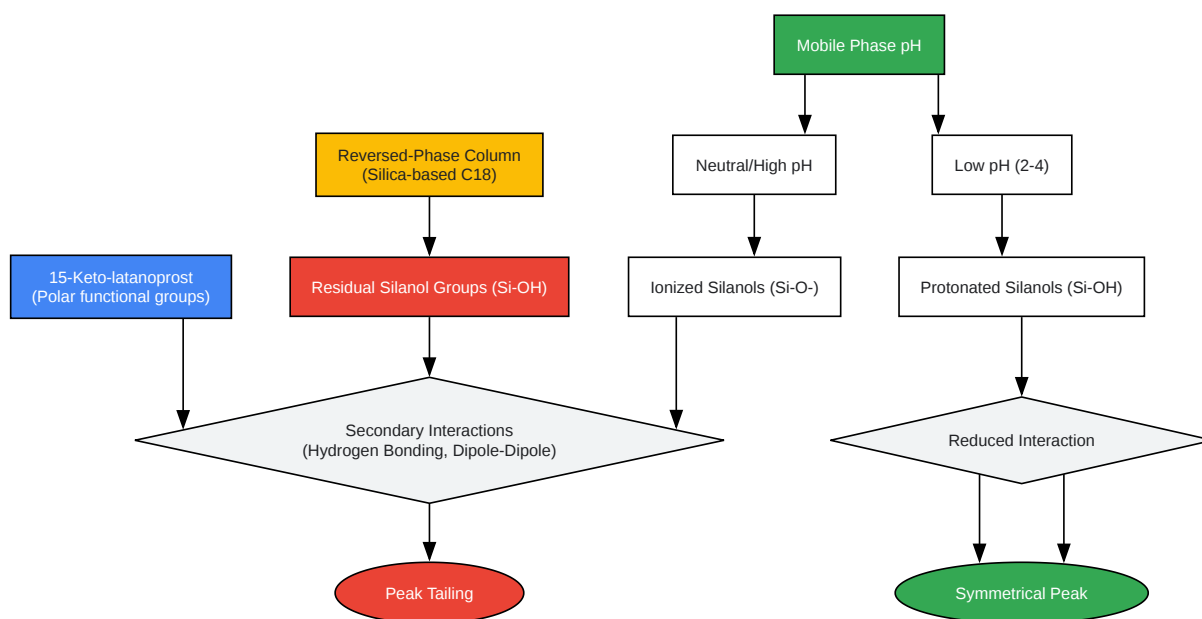 Mobile Phase pH
Reversed-Phase Column
(Silica-based C18)
Neutral/High pH
Low pH (2-4)
15-Keto-latanoprost
(Polar functional groups)
Residual Silanol Groups (Si-OH)
Ionized Silanols (Si-O-)
Protonated Silanols (Si-OH)
Secondary Interactions
(Hydrogen Bonding, Dipole-Dipole)
Reduced Interaction
Peak Tailing
Symmetrical Peak